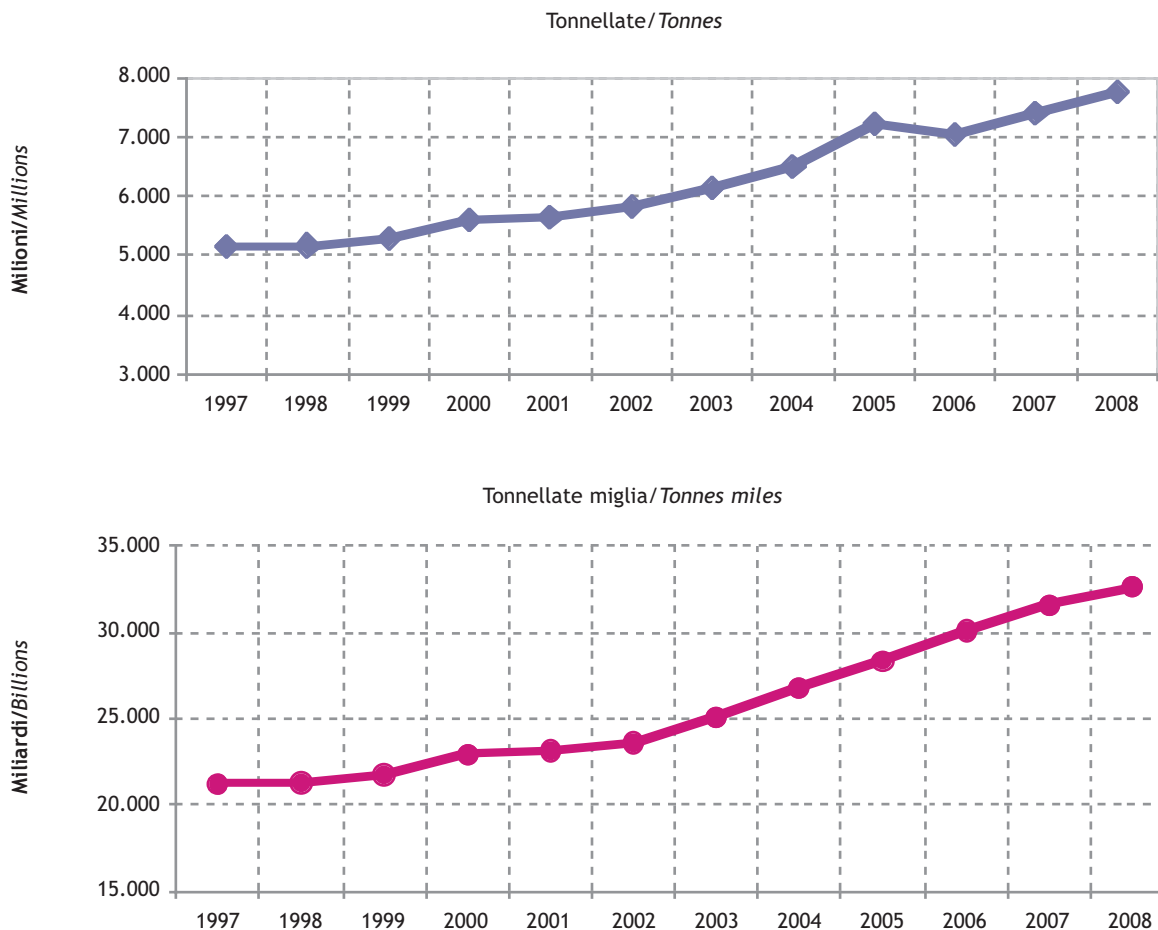 Tonnellate/Tonnes
Milioni/Millions
8.000
7.000
6.000
5.000
4.000
3.000
1997 1998 1999 2000 2001 2002 2003 2004 2005 2006 2007 2008
Tonnellate miglia/Tonnes miles
Miliardi/Billions
35.000
30.000
25.000
20.000
15.000
1997 1998 1999 2000 2001 2002 2003 2004 2005 2006 2007 2008